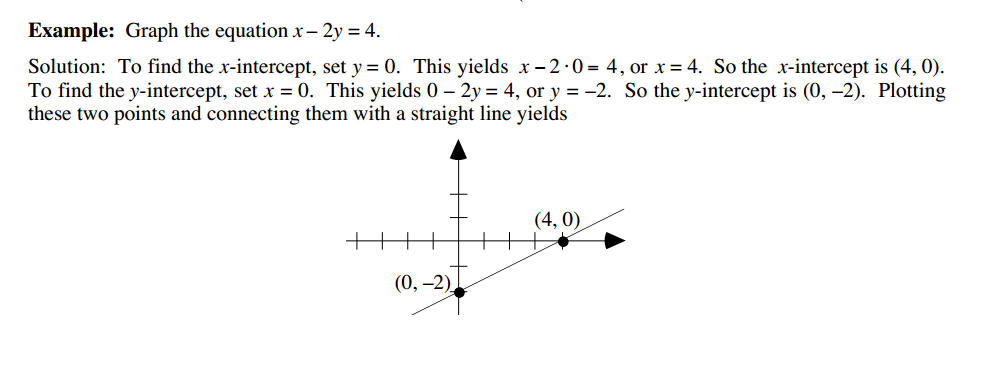 Example: Graph the equation x – 2y = 4.
Solution: To find the x-intercept, set y = 0. This yields x – 2 · 0 = 4, or x = 4. So the x-intercept is (4, 0).
To find the y-intercept, set x = 0. This yields 0 – 2y = 4, or y = –2. So the y-intercept is (0, –2). Plotting
these two points and connecting them with a straight line yields
(4, 0)
(0, –2)